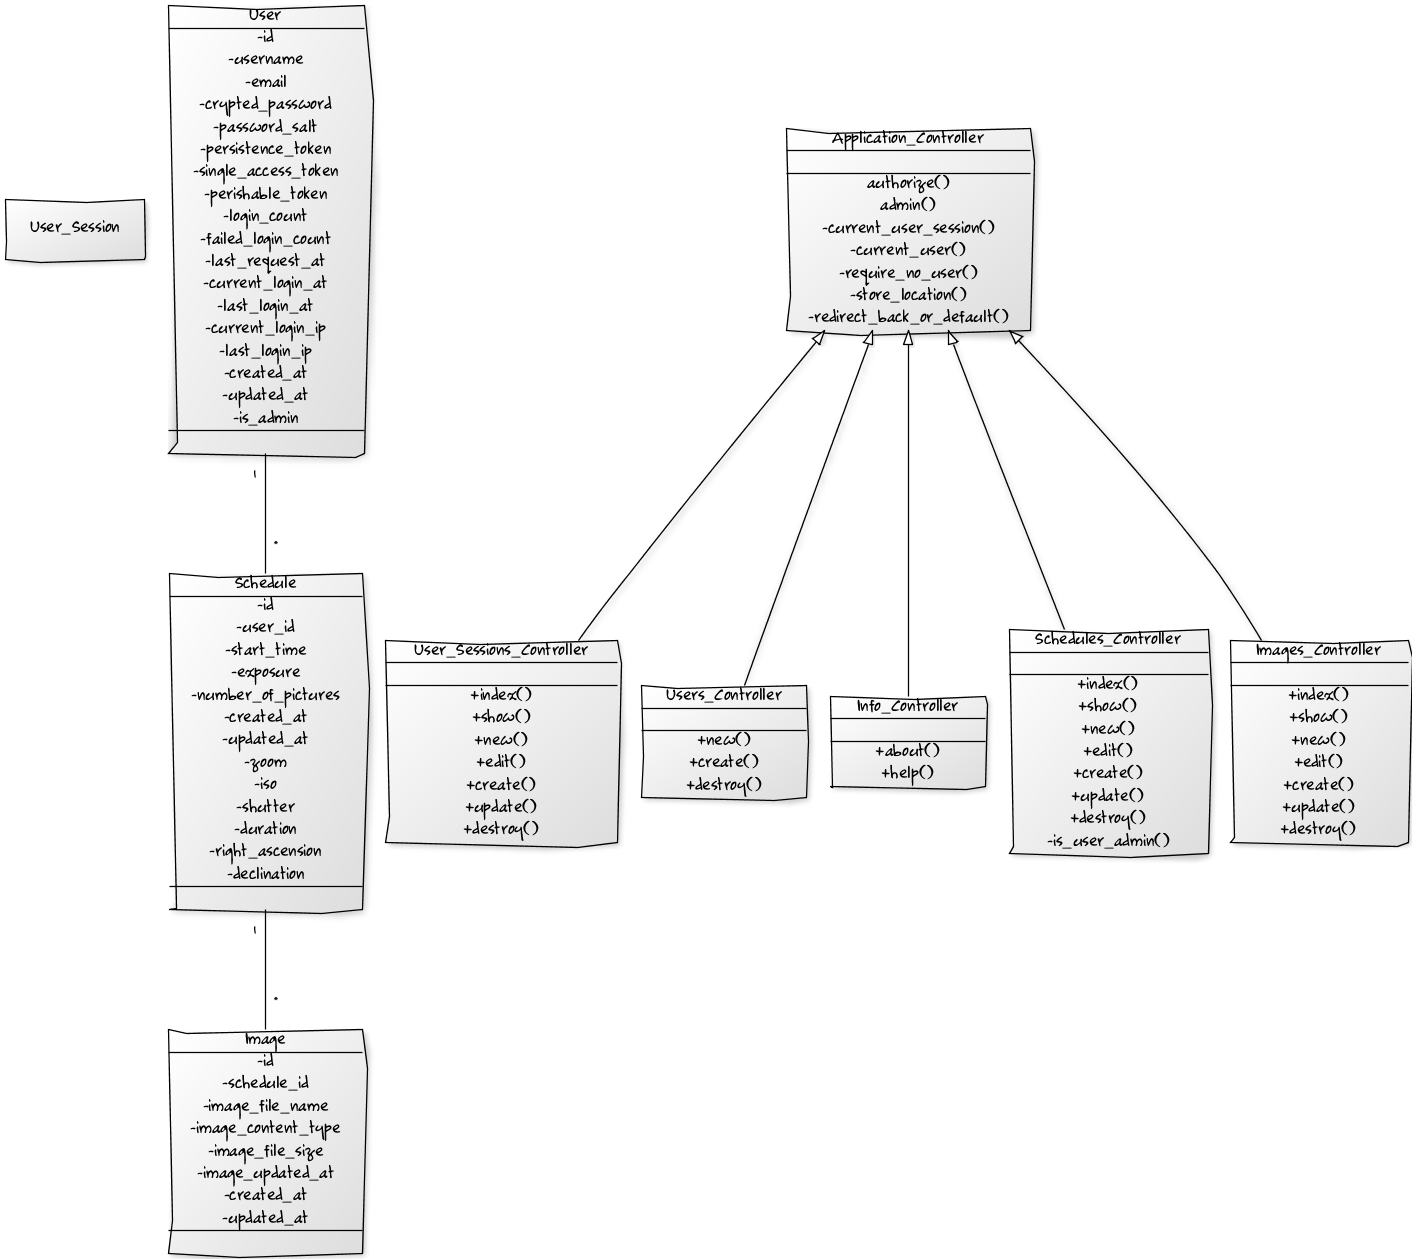 User
-id
-username
-email
-crypted_password
-password_salt
-persistence_token
-single_access_token
-perishable_token
-login_count
-failed_login_count
-last_request_at
-current_login_at
-last_login_at
-current_login_ip
-last_login_ip
-created_at
-updated_at
-is_admin
User_Session
1
*
Schedule
-id
-user_id
-start_time
-exposure
-number_of_pictures
-created_at
-updated_at
-zoom
-iso
-shutter
-duration
-right_ascension
-declination
1
*
Image
-id
-schedule_id
-image_file_name
-image_content_type
-image_file_size
-image_updated_at
-created_at
-updated_at
Application_Controller
authorize()
admin()
-current_user_session()
-current_user()
-require_no_user()
-store_location()
-redirect_back_or_default()
User_Sessions_Controller
+index()
+show()
+new()
+edit()
+create()
+update()
+destroy()
Users_Controller
+new()
+create()
+destroy()
Info_Controller
+about()
+help()
Schedules_Controller
+index()
+show()
+new()
+edit()
+create()
+update()
+destroy()
-is_user_admin()
Images_Controller
+index()
+show()
+new()
+edit()
+create()
+update()
+destroy()